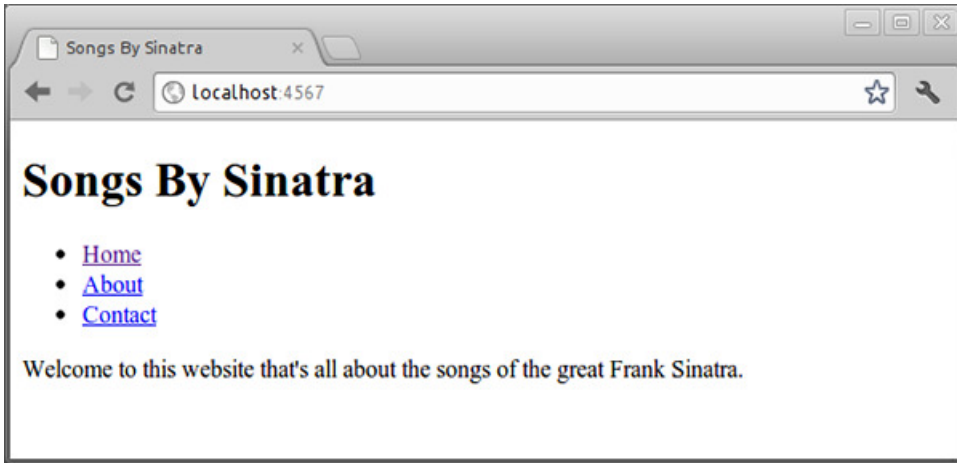 Songs By Sinatra
localhost:4567
Songs By Sinatra
Home
About
Contact
Welcome to this website that's all about the songs of the great Frank Sinatra.